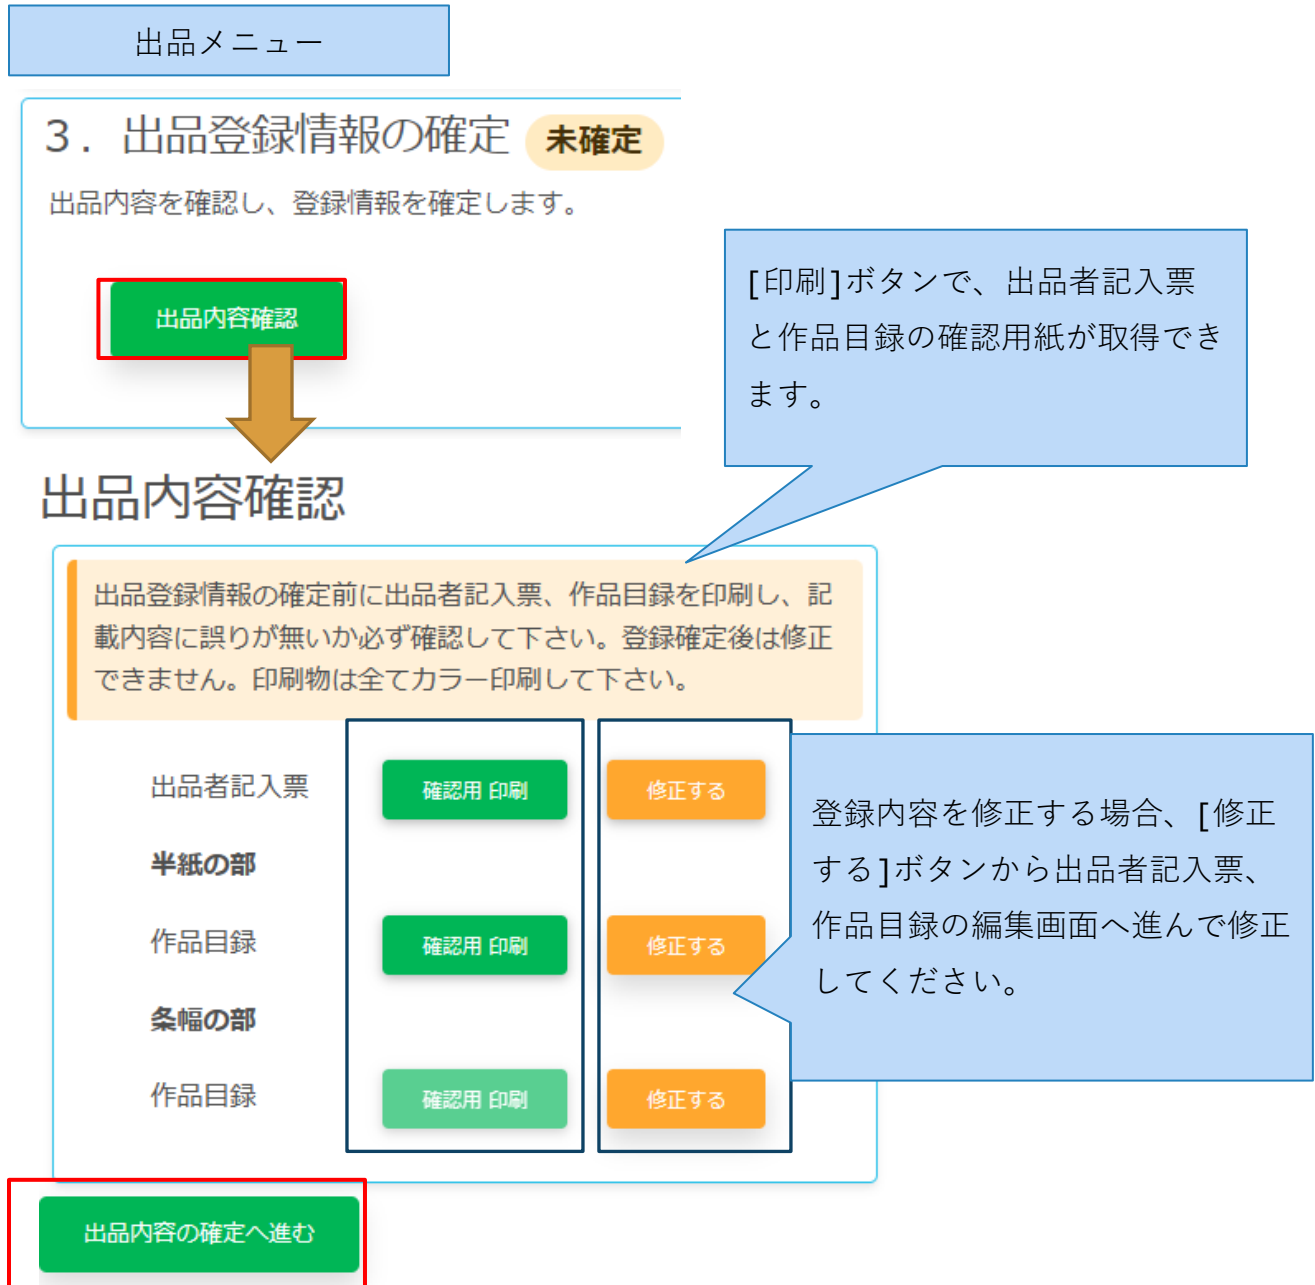 出品メニュー
3．出品登録情報の確定 未確定
出品内容を確認し、登録情報を確定します。
出品内容確認
[印刷]ボタンで、出品者記入票
と作品目録の確認用紙が取得でき
ます。
出品内容確認
出品登録情報の確定前に出品者記入票、作品目録を印刷し、記
載内容に誤りが無いか必ず確認して下さい。登録確定後は修正
できません。印刷物は全てカラー印刷して下さい。
出品者記入票 確認用 印刷 修正する
半紙の部
作品目録 確認用 印刷 修正する
条幅の部
作品目録 確認用 印刷 修正する
登録内容を修正する場合、[修正
する]ボタンから出品者記入票、
作品目録の編集画面へ進んで修正
してください。
出品内容の確定へ進む